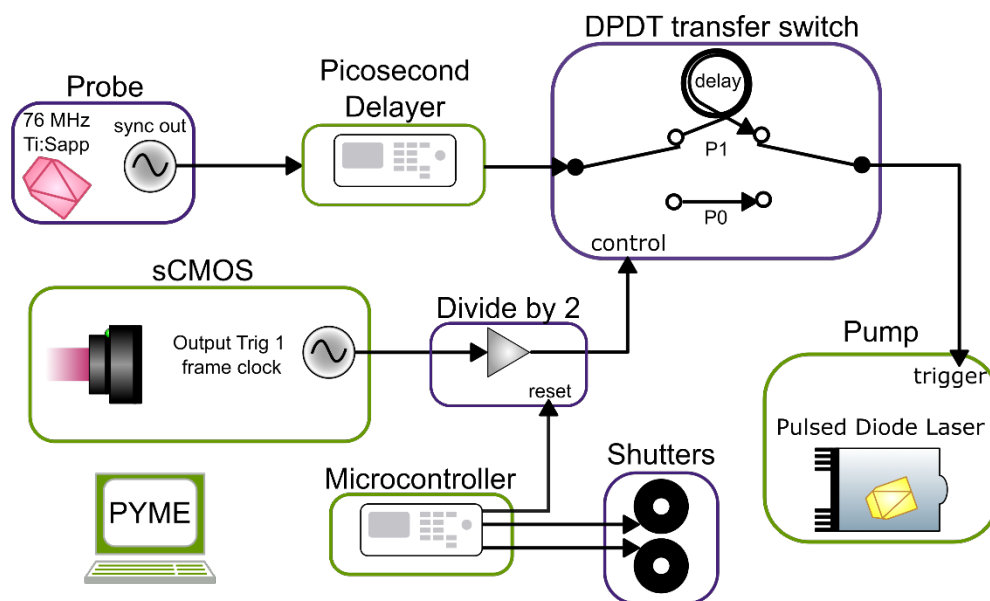 DPDT transfer switch
Picosecond
Delayer
Probe
76 MHz
Ti:Sapp
sync out
delay
P1
P0
control
sCMOS
Output Trig 1
frame clock
Divide by 2
reset
Pump
trigger
Pulsed Diode Laser
Microcontroller
Shutters
PYME